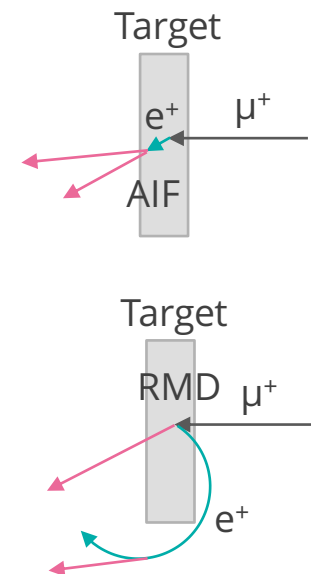 Target
e⁺
μ⁺
AIF
Target
RMD
μ⁺
e⁺